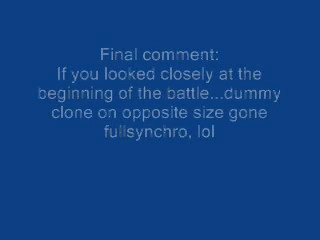 Final comment:
If you looked closely at the
beginning of the battle...dummy
clone on opposite size gone
fullsynchro, lol